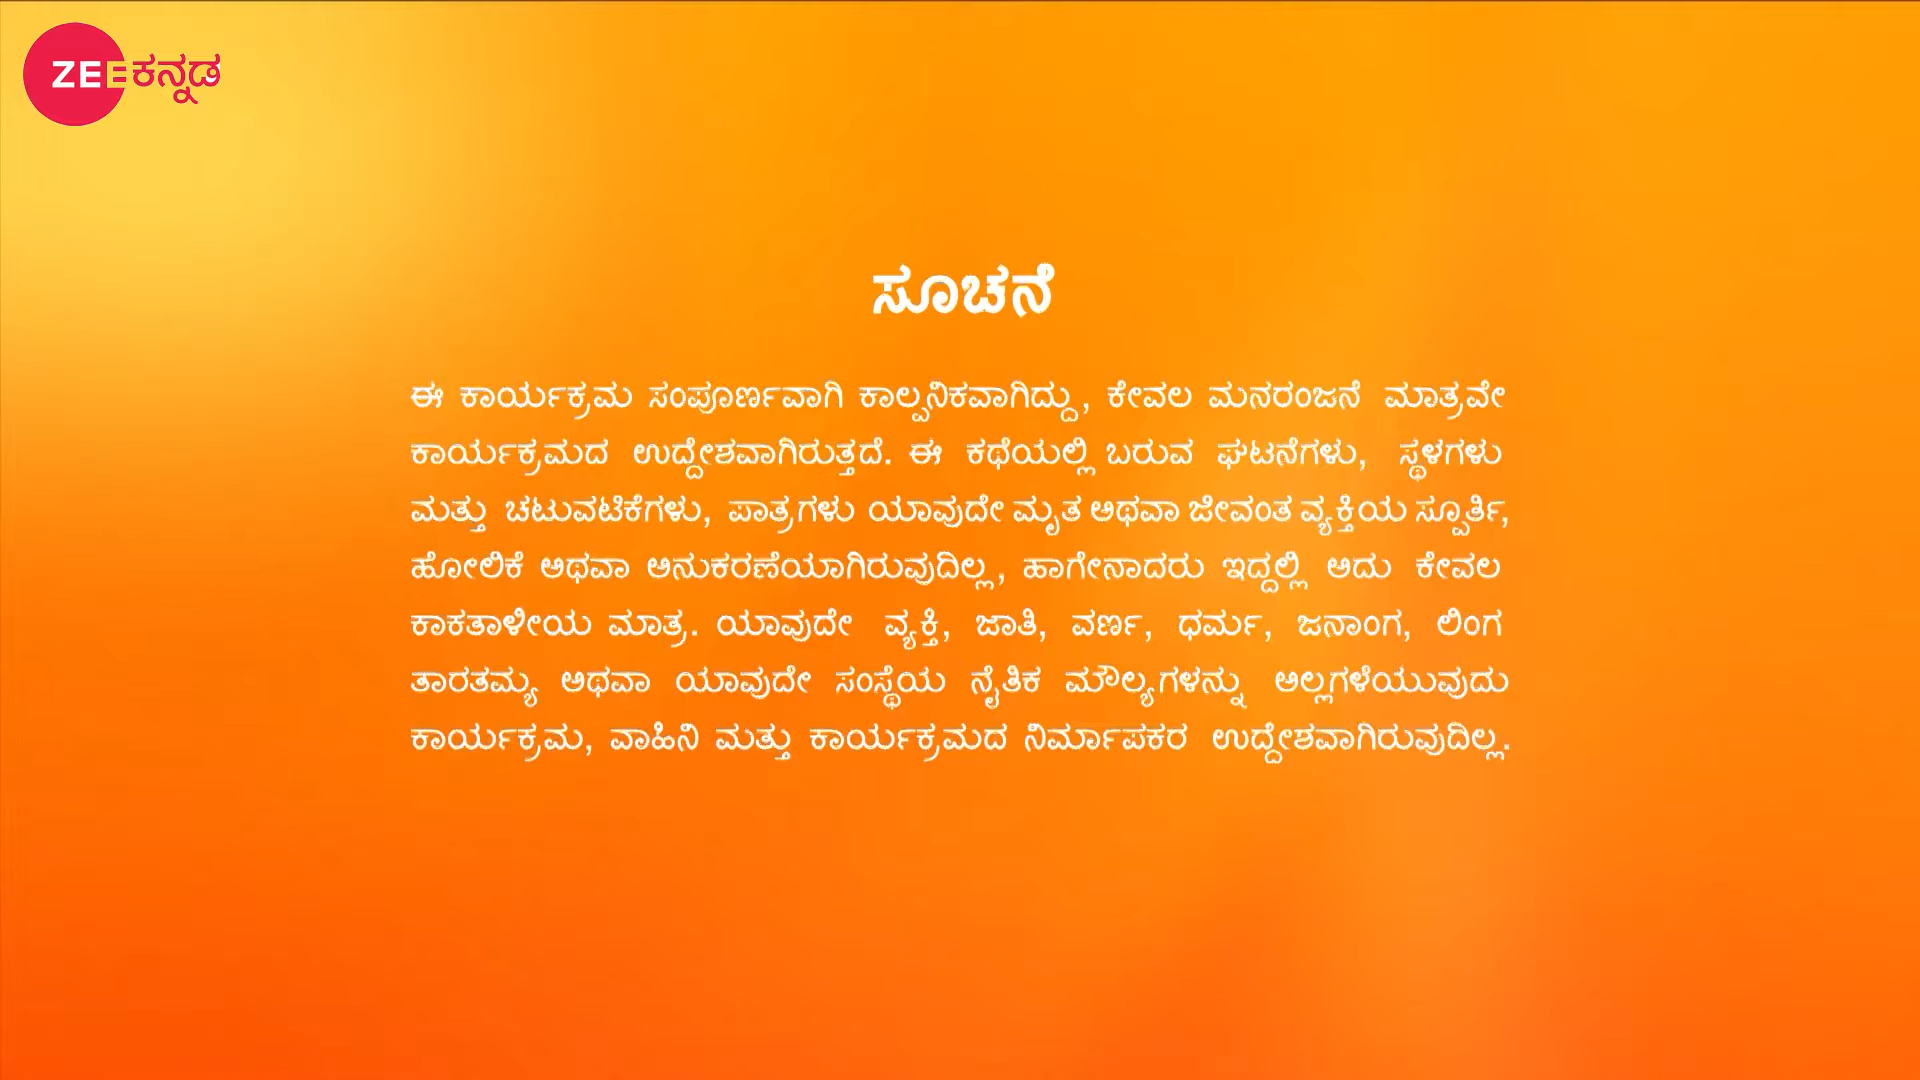 ZEEಕನ್ನಡ
ಸೂಚನೆ
ಈ ಕಾರ್ಯಕ್ರಮ ಸಂಪೂರ್ಣವಾಗಿ ಕಾಲ್ಪನಿಕವಾಗಿದ್ದು, ಕೇವಲ ಮನರಂಜನೆ ಮಾತ್ರವೇ
ಕಾರ್ಯಕ್ರಮದ ಉದ್ದೇಶವಾಗಿರುತ್ತದೆ. ಈ ಕಥೆಯಲ್ಲಿ ಬರುವ ಘಟನೆಗಳು, ಸ್ಥಳಗಳು
ಮತ್ತು ಚಟುವಟಿಕೆಗಳು, ಪಾತ್ರಗಳು ಯಾವುದೇ ಮೃತ ಅಥವಾ ಜೀವಂತ ವ್ಯಕ್ತಿಯ ಸ್ಪೂರ್ತಿ,
ಹೋಲಿಕೆ ಅಥವಾ ಅನುಕರಣೆಯಾಗಿರುವುದಿಲ್ಲ, ಹಾಗೇನಾದರು ಇದ್ದಲ್ಲಿ ಅದು ಕೇವಲ
ಕಾಕತಾಳೀಯ ಮಾತ್ರ. ಯಾವುದೇ ವ್ಯಕ್ತಿ, ಜಾತಿ, ವರ್ಣ, ಧರ್ಮ, ಜನಾಂಗ, ಲಿಂಗ
ತಾರತಮ್ಯ ಅಥವಾ ಯಾವುದೇ ಸಂಸ್ಥೆಯ ನೈತಿಕ ಮೌಲ್ಯಗಳನ್ನು ಅಲ್ಲಗಳೆಯುವುದು
ಕಾರ್ಯಕ್ರಮ, ವಾಹಿನಿ ಮತ್ತು ಕಾರ್ಯಕ್ರಮದ ನಿರ್ಮಾಪಕರ ಉದ್ದೇಶವಾಗಿರುವುದಿಲ್ಲ.